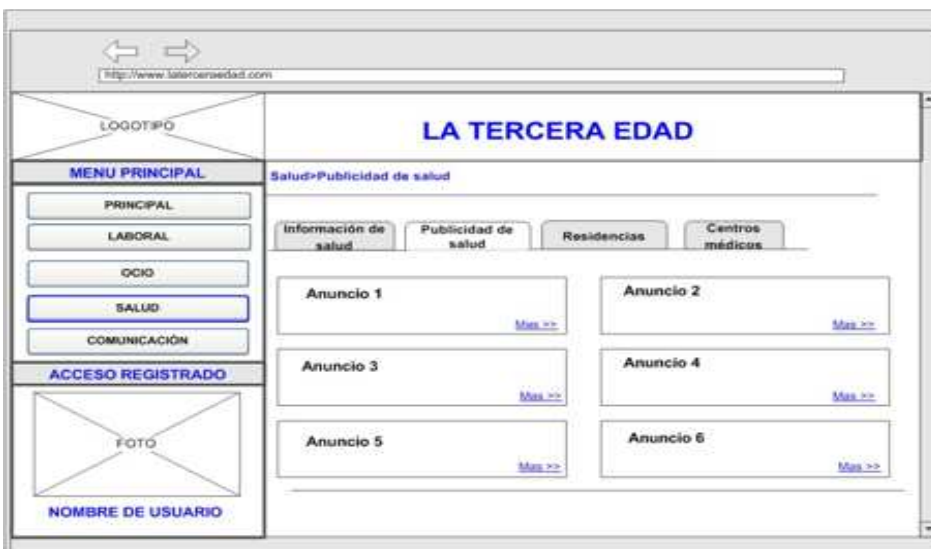 http://www.laterceraedad.com
LOGOTIPO
LA TERCERA EDAD
MENU PRINCIPAL
PRINCIPAL
LABORAL
OCIO
SALUD
COMUNICACIÓN
ACCESO REGISTRADO
FOTO
NOMBRE DE USUARIO
Salud>Publicidad de salud
Información de
salud
Publicidad de
salud
Residencias
Centros
médicos
Anuncio 1
Mas >>
Anuncio 2
Mas >>
Anuncio 3
Mas >>
Anuncio 4
Mas >>
Anuncio 5
Mas >>
Anuncio 6
Mas >>